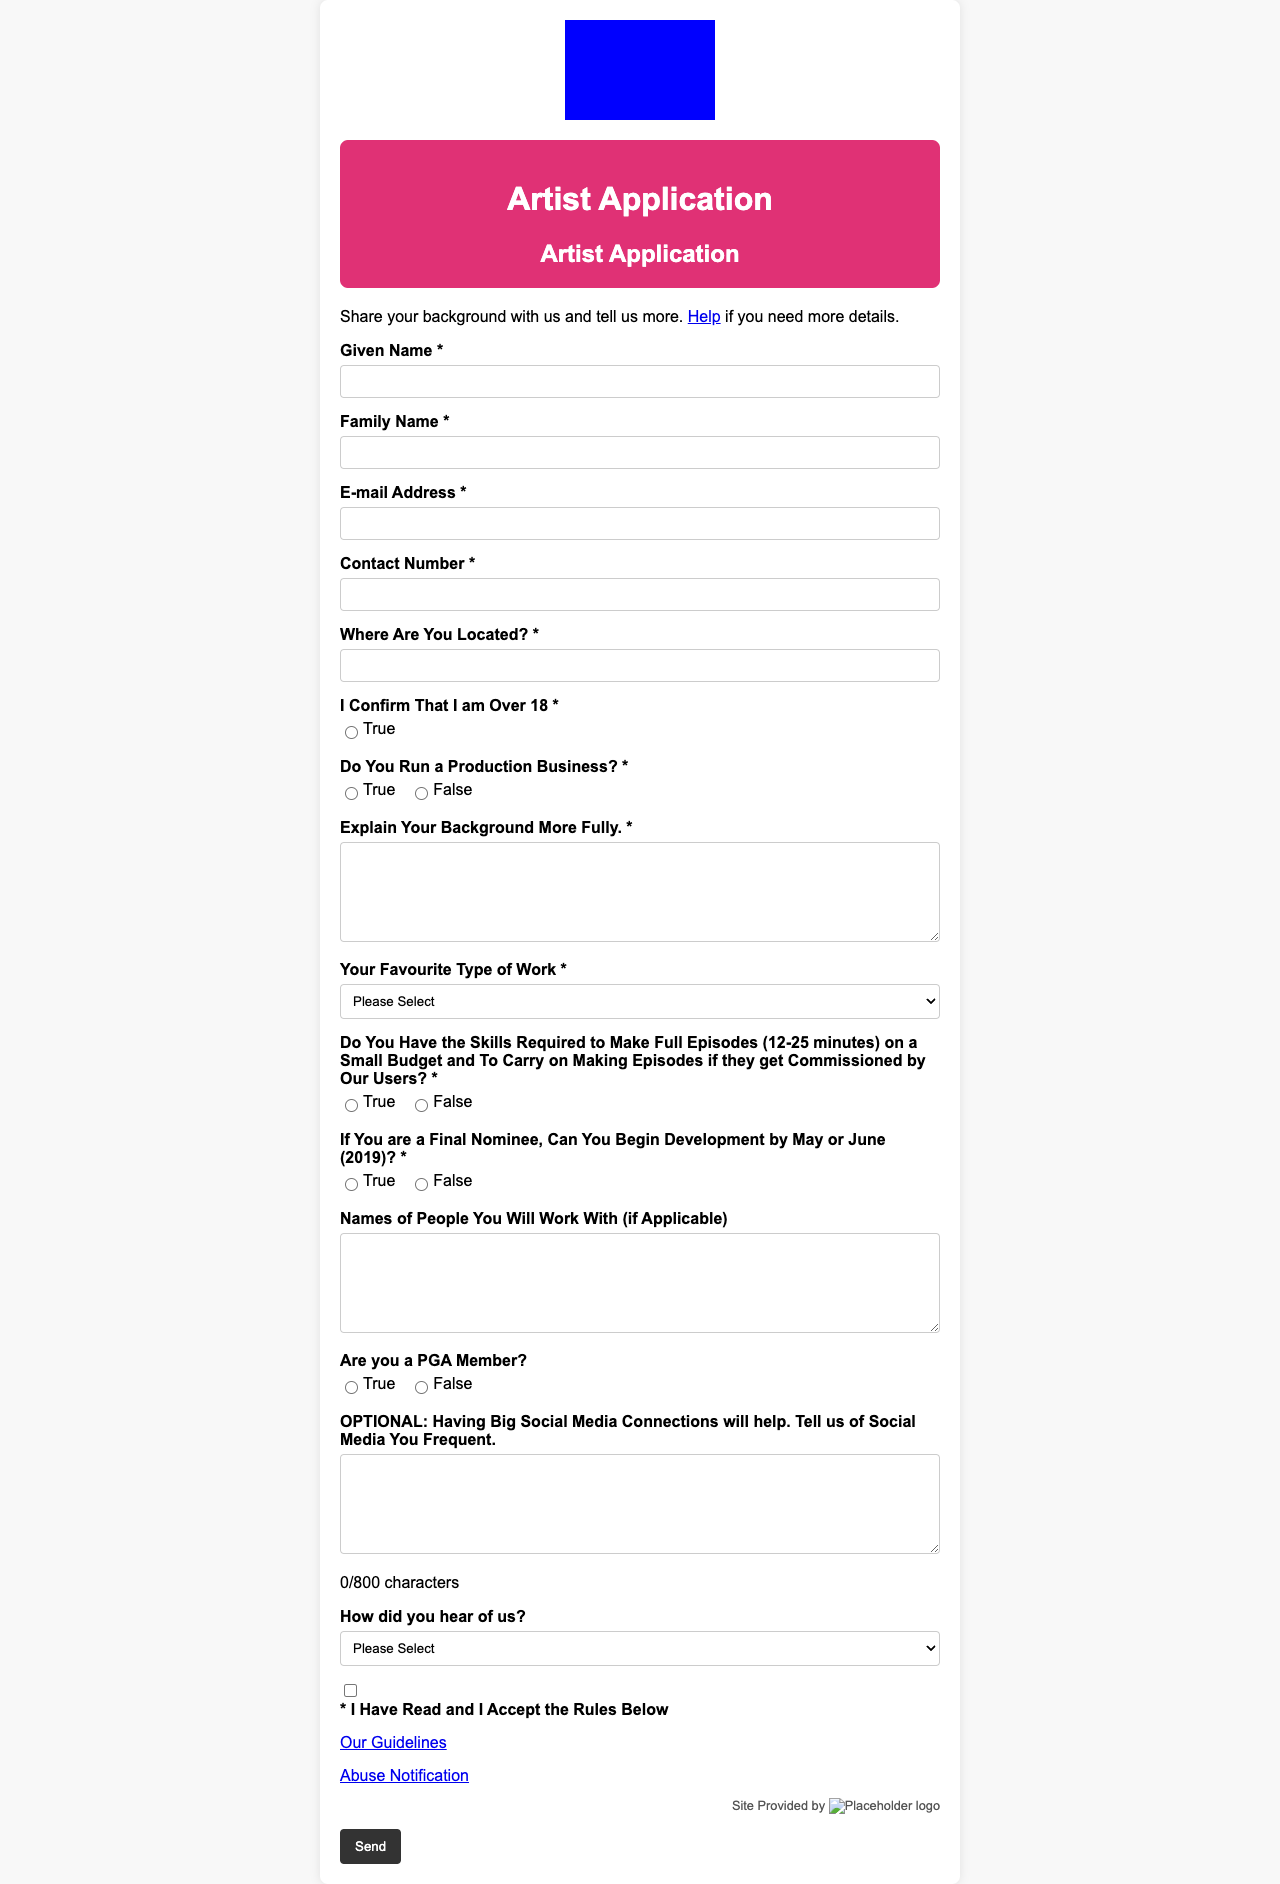 Artist Application
Artist Application
Share your background with us and tell us more. Help if you need more details.
Given Name *
Family Name *
E-mail Address *
Contact Number *
Where Are You Located? *
I Confirm That I am Over 18 *
True
Do You Run a Production Business? *
True False
Explain Your Background More Fully. *
Your Favourite Type of Work *
Please Select
Do You Have the Skills Required to Make Full Episodes (12-25 minutes) on a
Small Budget and To Carry on Making Episodes if they get Commissioned by
Our Users? *
True False
If You are a Final Nominee, Can You Begin Development by May or June
(2019)? *
True False
Names of People You Will Work With (if Applicable)
Are you a PGA Member?
True False
OPTIONAL: Having Big Social Media Connections will help. Tell us of Social
Media You Frequent.
0/800 characters
How did you hear of us?
Please Select
* I Have Read and I Accept the Rules Below
Our Guidelines
Abuse Notification
Site Provided by Placeholder logo
Send